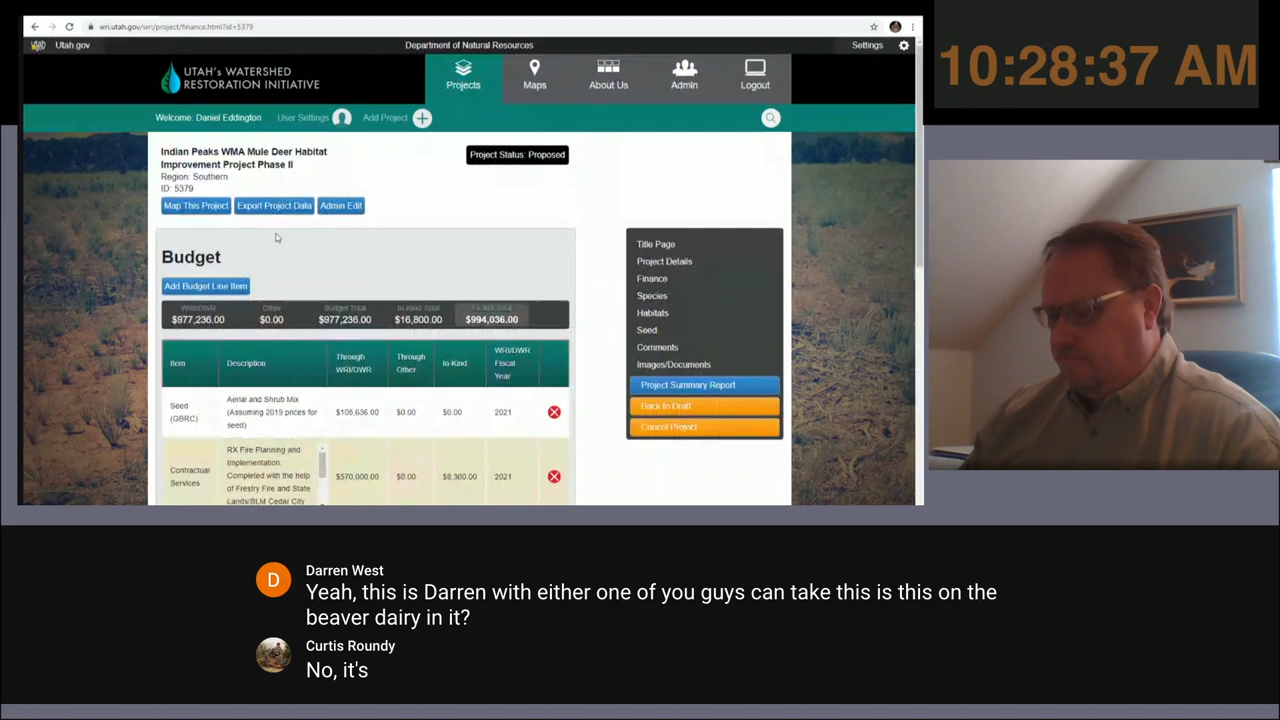 wri.utah.gov/wri/project/finance.html?id=5379
10:28:37 AM
Utah.gov
Department of Natural Resources
Settings
UTAH's WATERSHED
RESTORATION INITIATIVE
Projects
Maps
About Us
Admin
Logout
Welcome: Daniel Eddington
User Settings
Add Project
Indian Peaks WMA Mule Deer Habitat
Improvement Project Phase II
Region: Southern
ID: 5379
Project Status: Proposed
Map This Project
Export Project Data
Admin Edit
Budget
Add Budget Line Item
WRI/DWR Other Budget Total In-Kind Total
$977,236.00 $0.00 $977,236.00 $16,800.00 $994,036.00
Item Description Through WRI/DWR Through Other In-Kind WRI/DWR Fiscal Year
Seed (GBRC)
Aerial and Shrub Mix
(Assuming 2019 prices for
seed)
$105,636.00 $0.00 $0.00 2021
Contractual Services
RX Fire Planning and
Implementation.
Completed with the help
of Frestry Fire and State
Lands/BLM Cedar City
$570,000.00 $0.00 $8,300.00 2021
Title Page
Project Details
Finance
Species
Habitats
Seed
Comments
Images/Documents
Project Summary Report
Back to Draft
Cancel Project
D
Darren West
Yeah, this is Darren with either one of you guys can take this is this on the
beaver dairy in it?
Curtis Roundy
No, it's